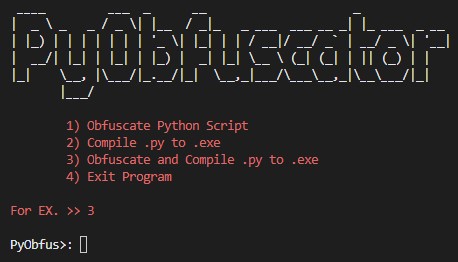 PyObfuscator
1) Obfuscate Python Script
2) Compile .py to .exe
3) Obfuscate and Compile .py to .exe
4) Exit Program
For EX. >> 3
PyObfus>: